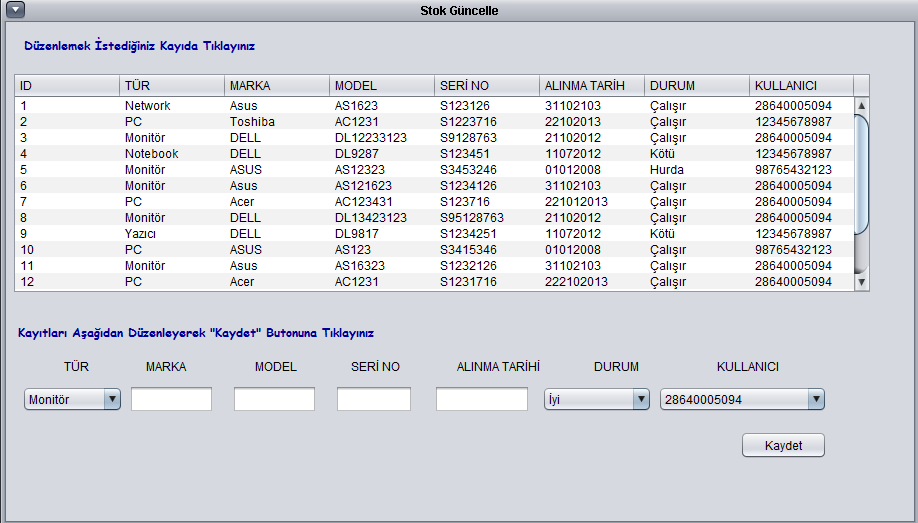 Stok Güncelle
Düzenlemek İstediğiniz Kayıda Tıklayınız
ID TÜR MARKA MODEL SERİ NO ALINMA TARİH DURUM KULLANICI
1 Network Asus AS1623 S123126 31102103 Çalışır 28640005094
2 PC Toshiba AC1231 S1223716 22102013 Çalışır 12345678987
3 Monitör DELL DL12233123 S9128763 21102012 Çalışır 28640005094
4 Notebook DELL DL9287 S123451 11072012 Kötü 12345678987
5 Monitör ASUS AS12323 S3453246 01012008 Hurda 98765432123
6 Monitör Asus AS121623 S1234126 31102103 Çalışır 28640005094
7 PC Acer AC123431 S123716 221012013 Çalışır 28640005094
8 Monitör DELL DL13423123 S95128763 21102012 Çalışır 28640005094
9 Yazıcı DELL DL9817 S1234251 11072012 Kötü 12345678987
10 PC ASUS AS123 S3415346 01012008 Çalışır 98765432123
11 Monitör Asus AS16323 S1232126 31102103 Çalışır 28640005094
12 PC Acer AC1231 S1231716 222102013 Çalışır 28640005094
Kayıtları Aşağıdan Düzenleyerek "Kaydet" Butonuna Tıklayınız
TÜR MARKA MODEL SERİ NO ALINMA TARİHİ DURUM KULLANICI
Monitör İyi 28640005094
Kaydet